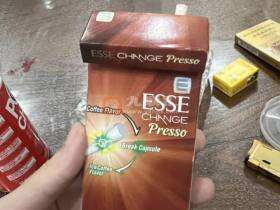 ESSE CHANGE Presso
Coffee Flavor
ESSE
CHANGE
Presso
Break Capsule